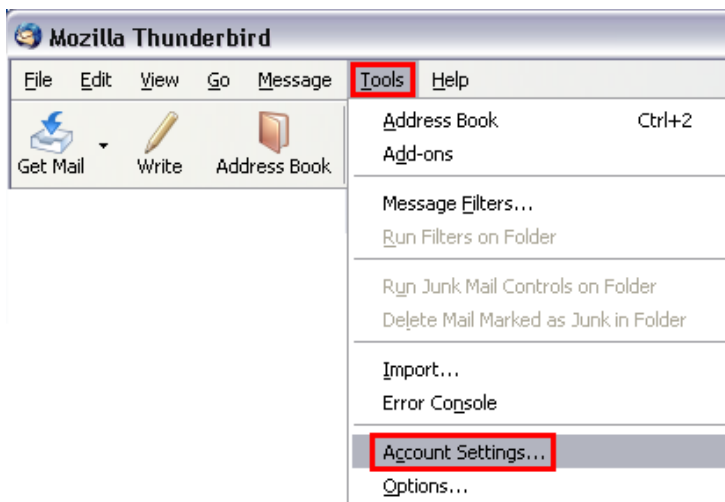 Mozilla Thunderbird
File Edit View Go Message Tools Help
Get Mail Write Address Book
Address Book Ctrl+2
Add-ons
Message Filters...
Run Filters on Folder
Run Junk Mail Controls on Folder
Delete Mail Marked as Junk in Folder
Import...
Error Console
Account Settings...
Options...